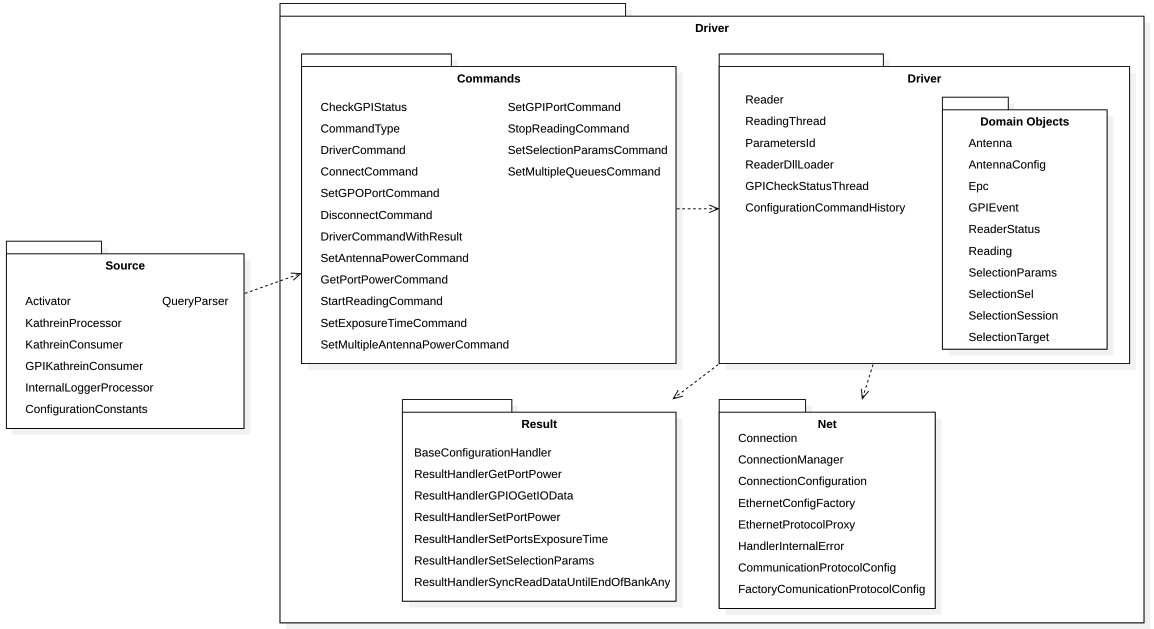 Driver
Commands
CheckGPIStatus
CommandType
DriverCommand
ConnectCommand
SetGPOPortCommand
DisconnectCommand
DriverCommandWithResult
SetAntennaPowerCommand
GetPortPowerCommand
StartReadingCommand
SetExposureTimeCommand
SetMultipleAntennaPowerCommand
SetGPIPortCommand
StopReadingCommand
SetSelectionParamsCommand
SetMultipleQueuesCommand
Driver
Reader
ReadingThread
ParametersId
ReaderDllLoader
GPICheckStatusThread
ConfigurationCommandHistory
Domain Objects
Antenna
AntennaConfig
Epc
GPIEvent
ReaderStatus
Reading
SelectionParams
SelectionSel
SelectionSession
SelectionTarget
Source
Activator
KathreinProcessor
KathreinConsumer
GPIKathreinConsumer
InternalLoggerProcessor
ConfigurationConstants
QueryParser
Result
BaseConfigurationHandler
ResultHandlerGetPortPower
ResultHandlerGPIOGetIOData
ResultHandlerSetPortPower
ResultHandlerSetPortsExposureTime
ResultHandlerSetSelectionParams
ResultHandlerSyncReadDataUntilEndOfBankAny
Net
Connection
ConnectionManager
ConnectionConfiguration
EthernetConfigFactory
EthernetProtocolProxy
HandlerInternalError
CommunicationProtocolConfig
FactoryComunicationProtocolConfig